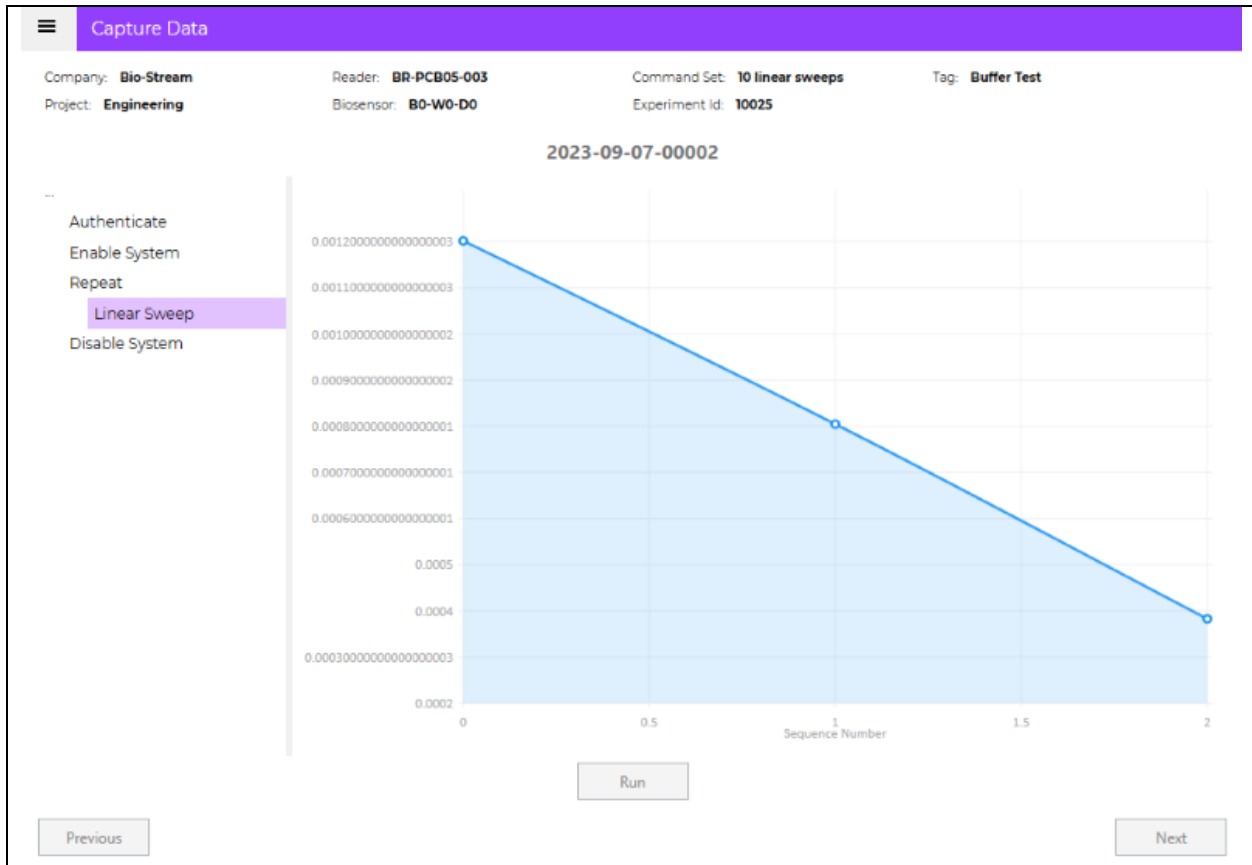 Capture Data
Company: Bio-Stream Reader: BR-PCB05-003 Command Set: 10 linear sweeps Tag: Buffer Test
Project: Engineering Biosensor: B0-W0-D0 Experiment Id: 10025
2023-09-07-00002
...
Authenticate
Enable System
Repeat
Linear Sweep
Disable System
0.0012000000000000003
0.0011000000000000003
0.0010000000000000002
0.0009000000000000002
0.0008000000000000001
0.0007000000000000001
0.0006000000000000001
0.0005
0.0004
0.00030000000000000003
0.0002
0 0.5 1 1.5 2
Sequence Number
Run
Previous Next